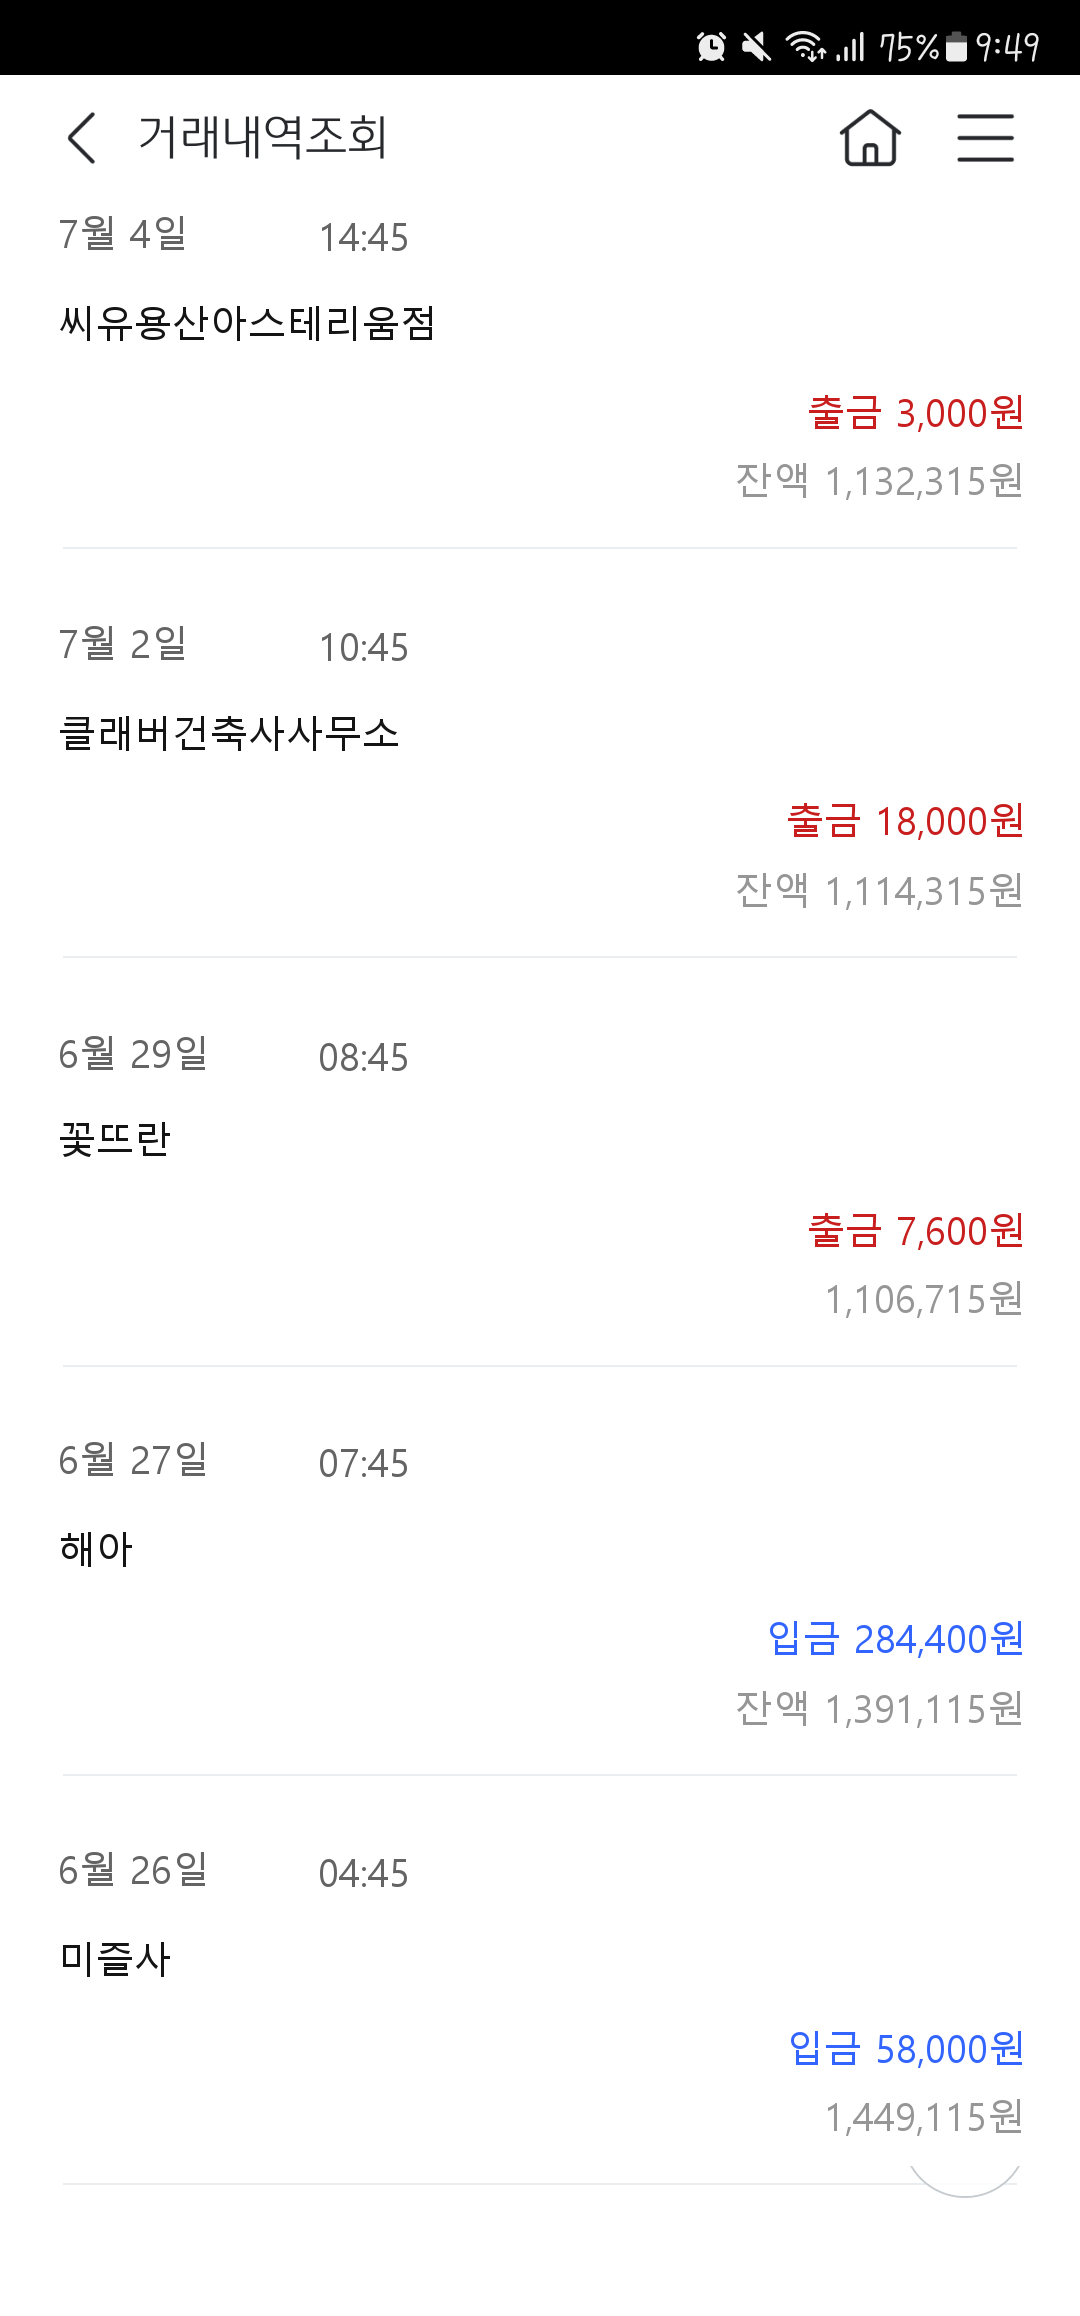 75% 9:49
거래내역조회
7월 4일 14:45
씨유용산아스테리움점
출금 3,000원
잔액 1,132,315원
7월 2일 10:45
클래버건축사사무소
출금 18,000원
잔액 1,114,315원
6월 29일 08:45
꽃뜨란
출금 7,600원
1,106,715원
6월 27일 07:45
해아
입금 284,400원
잔액 1,391,115원
6월 26일 04:45
미즐사
입금 58,000원
1,449,115원